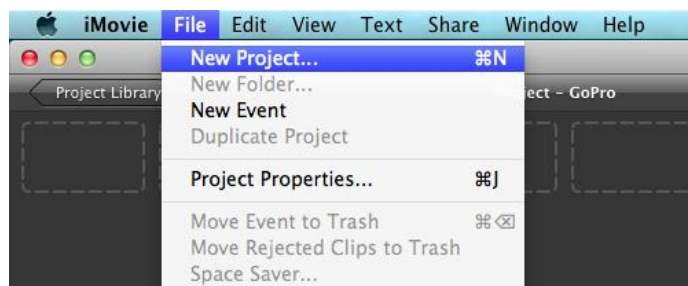 iMovie File Edit View Text Share Window Help
New Project... ⌘N
Project Library
New Folder...
ect – GoPro
New Event
Duplicate Project
Project Properties... ⌘J
Move Event to Trash ⌘⌫
Move Rejected Clips to Trash
Space Saver...